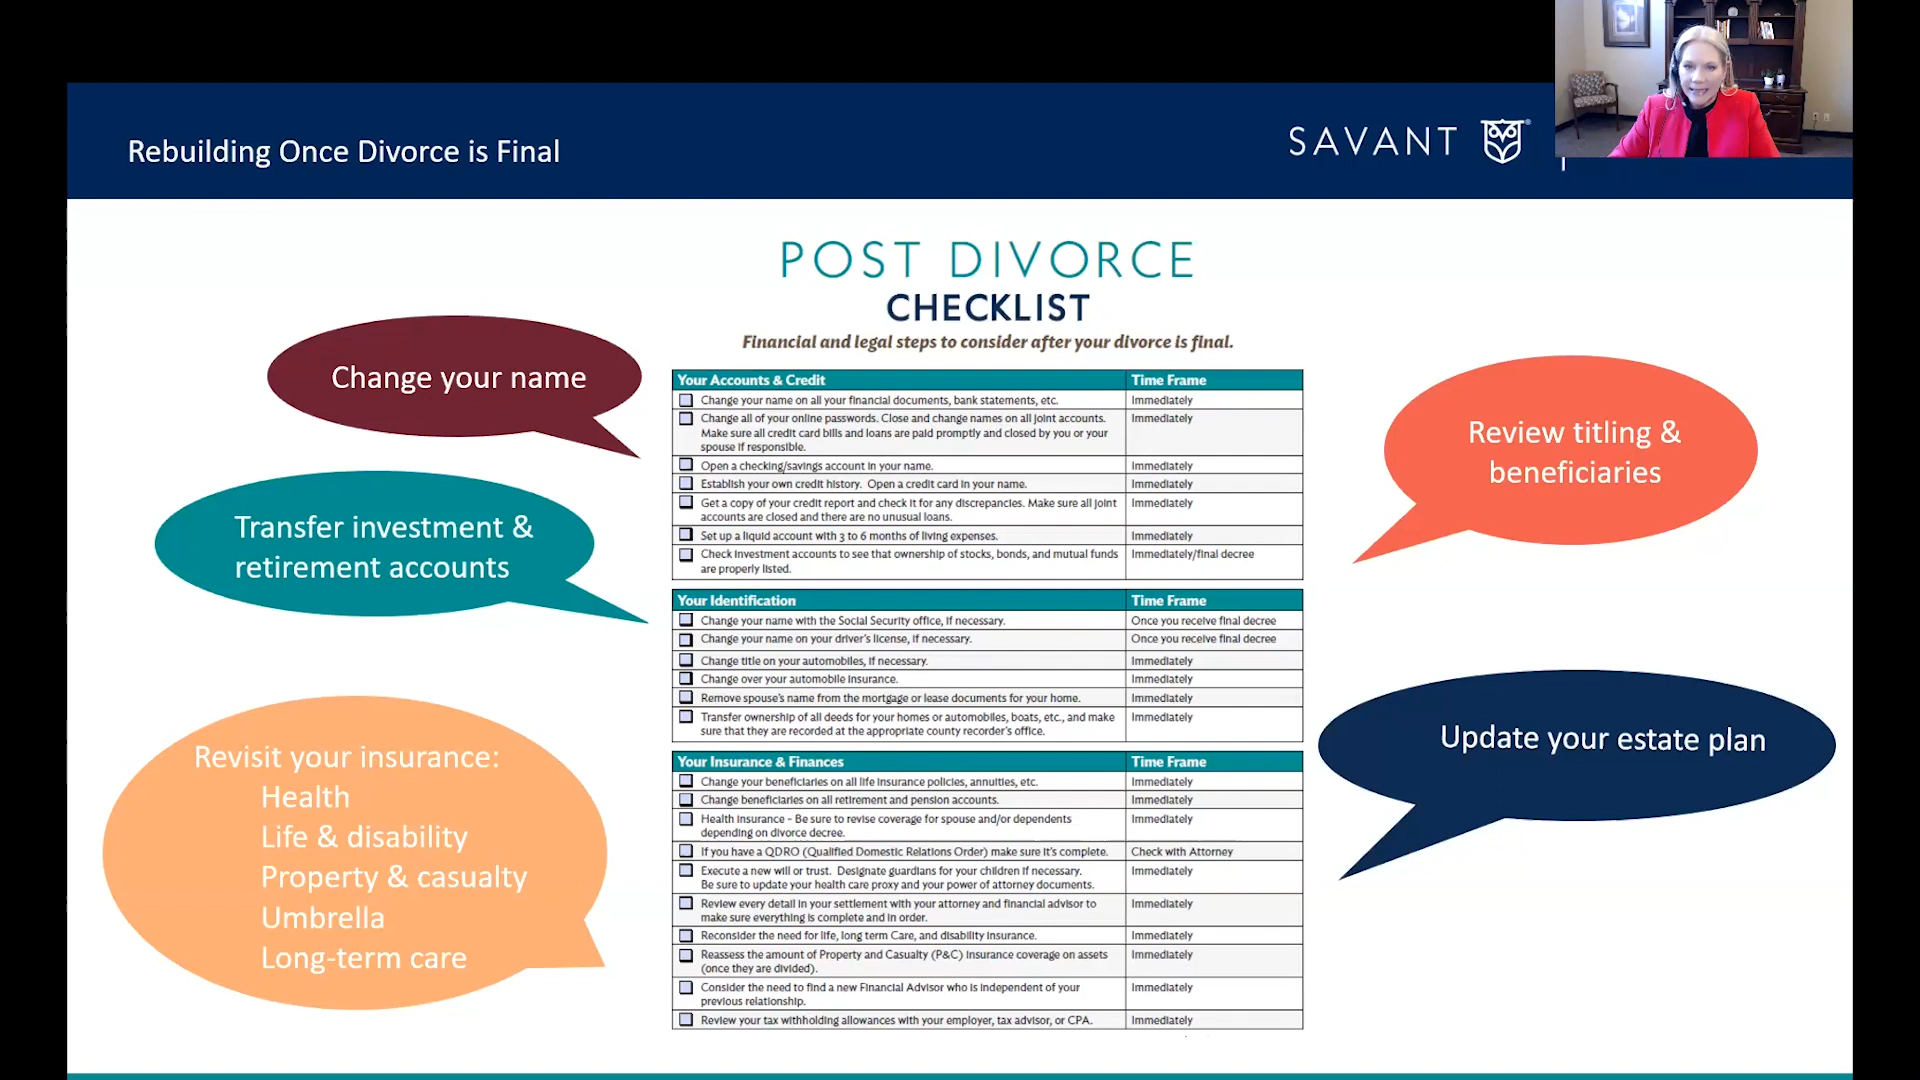 Rebuilding Once Divorce is Final
SAVANT
POST DIVORCE
CHECKLIST
Financial and legal steps to consider after your divorce is final.
Change your name
Transfer investment &
retirement accounts
Revisit your insurance:
Health
Life & disability
Property & casualty
Umbrella
Long-term care
Your Accounts & Credit Time Frame
Change your name on all your financial documents, bank statements, etc. Immediately
Change all of your online passwords. Close and change names on all joint accounts. Immediately
Make sure all credit card bills and loans are paid promptly and closed by you or your
spouse if responsible.
Open a checking/savings account in your name. Immediately
Establish your own credit history. Open a credit card in your name. Immediately
Get a copy of your credit report and check it for any discrepancies. Make sure all joint Immediately
accounts are closed and there are no unusual loans.
Set up a liquid account with 3 to 6 months of living expenses. Immediately
Check investment accounts to see that ownership of stocks, bonds, and mutual funds Immediately/final decree
are properly listed.
Your Identification Time Frame
Change your name with the Social Security office, if necessary. Once you receive final decree
Change your name on your driver's license, if necessary. Once you receive final decree
Change title on your automobiles, if necessary. Immediately
Change over your automobile insurance. Immediately
Remove spouse's name from the mortgage or lease documents for your home. Immediately
Transfer ownership of all deeds for your homes or automobiles, boats, etc., and make Immediately
sure that they are recorded at the appropriate county recorder's office.
Your Insurance & Finances Time Frame
Change your beneficiaries on all life insurance policies, annuities, etc. Immediately
Change beneficiaries on all retirement and pension accounts. Immediately
Health insurance – Be sure to revise coverage for spouse and/or dependents Immediately
depending on divorce decree.
If you have a QDRO (Qualified Domestic Relations Order) make sure it's complete. Check with Attorney
Execute a new will or trust. Designate guardians for your children if necessary. Immediately
Be sure to update your health care proxy and your power of attorney documents.
Review every detail in your settlement with your attorney and financial advisor to Immediately
make sure everything is complete and in order.
Reconsider the need for life, long term Care, and disability insurance. Immediately
Reassess the amount of Property and Casualty (P&C) insurance coverage on assets Immediately
(once they are divided).
Consider the need to find a new Financial Advisor who is independent of your Immediately
previous relationship.
Review your tax withholding allowances with your employer, tax advisor, or CPA. Immediately
Review titling &
beneficiaries
Update your estate plan